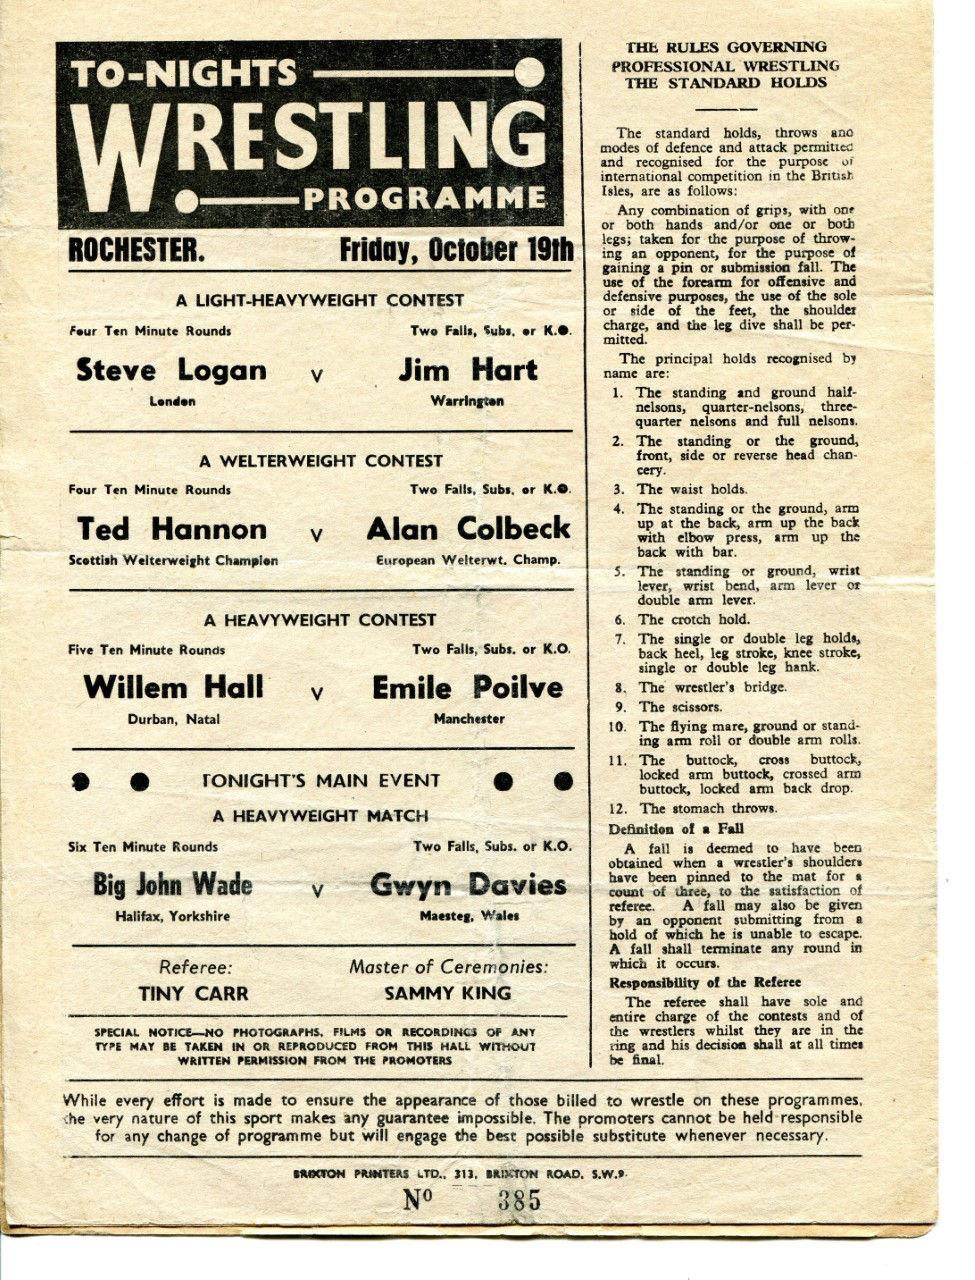 TO-NIGHTS
WRESTLING
PROGRAMME
ROCHESTER. Friday, October 19th
A LIGHT-HEAVYWEIGHT CONTEST
Four Ten Minute Rounds Two Falls, Subs. or K.O.
Steve Logan v Jim Hart
London Warrington
A WELTERWEIGHT CONTEST
Four Ten Minute Rounds Two Falls, Subs. or K.O.
Ted Hannon v Alan Colbeck
Scottish Welterweight Champion European Welterwt. Champ.
A HEAVYWEIGHT CONTEST
Five Ten Minute Rounds Two Falls, Subs. or K.O.
Willem Hall v Emile Poilve
Durban, Natal Manchester
TONIGHT'S MAIN EVENT
A HEAVYWEIGHT MATCH
Six Ten Minute Rounds Two Falls, Subs. or K.O.
Big John Wade v Gwyn Davies
Halifax, Yorkshire Maesteg, Wales
Referee: Master of Ceremonies:
TINY CARR SAMMY KING
SPECIAL NOTICE—NO PHOTOGRAPHS, FILMS OR RECORDINGS OF ANY
TYPE MAY BE TAKEN IN OR REPRODUCED FROM THIS HALL WITHOUT
WRITTEN PERMISSION FROM THE PROMOTERS
THE RULES GOVERNING
PROFESSIONAL WRESTLING
THE STANDARD HOLDS
The standard holds, throws and
modes of defence and attack permitted
and recognised for the purpose of
international competition in the British
Isles, are as follows:
Any combination of grips, with one
or both hands and/or one or both
legs; taken for the purpose of throw-
ing an opponent, for the purpose of
gaining a pin or submission fall. The
use of the forearm for offensive and
defensive purposes, the use of the sole
or side of the feet, the shoulder
charge, and the leg dive shall be per-
mitted.
The principal holds recognised by
name are:
1. The standing and ground half-
nelsons, quarter-nelsons, three-
quarter nelsons and full nelsons.
2. The standing or the ground,
front, side or reverse head chan-
cery.
3. The waist holds.
4. The standing or the ground, arm
up at the back, arm up the back
with elbow press, arm up the
back with bar.
5. The standing or ground, wrist
lever, wrist bend, arm lever or
double arm lever.
6. The crotch hold.
7. The single or double leg holds,
back heel, leg stroke, knee stroke,
single or double leg hank.
8. The wrestler's bridge.
9. The scissors.
10. The flying mare, ground or stand-
ing arm roll or double arm rolls.
11. The buttock, cross buttock,
locked arm buttock, crossed arm
buttock, locked arm back drop.
12. The stomach throws.
Definition of a Fall
A fall is deemed to have been
obtained when a wrestler's shoulders
have been pinned to the mat for a
count of three, to the satisfaction of
referee. A fall may also be given
by an opponent submitting from a
hold of which he is unable to escape.
A fall shall terminate any round in
which it occurs.
Responsibility of the Referee
The referee shall have sole and
entire charge of the contests and of
the wrestlers whilst they are in the
ring and his decision shall at all times
be final.
While every effort is made to ensure the appearance of those billed to wrestle on these programmes,
the very nature of this sport makes any guarantee impossible. The promoters cannot be held responsible
for any change of programme but will engage the best possible substitute whenever necessary.
BRIXTON PRINTERS LTD., 313, BRIXTON ROAD, S.W.9.
Nº 385